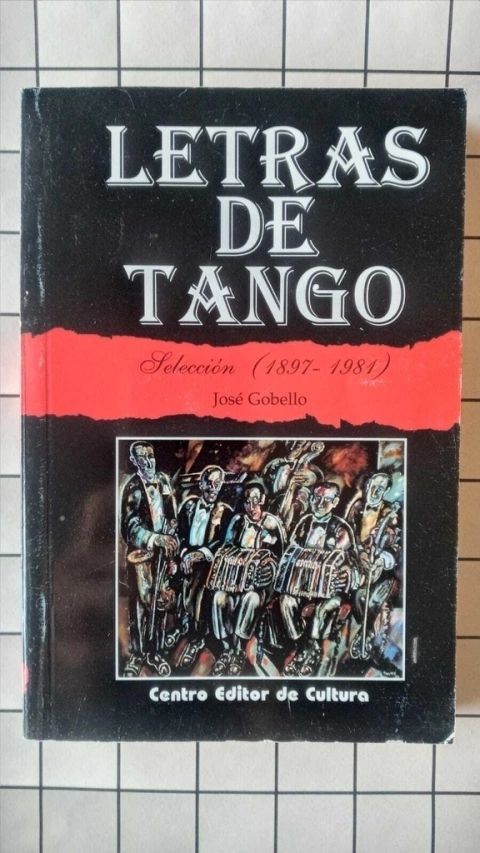 LETRAS
DE
TANGO
Selección (1897-1981)
José Gobello
Centro Editor de Cultura